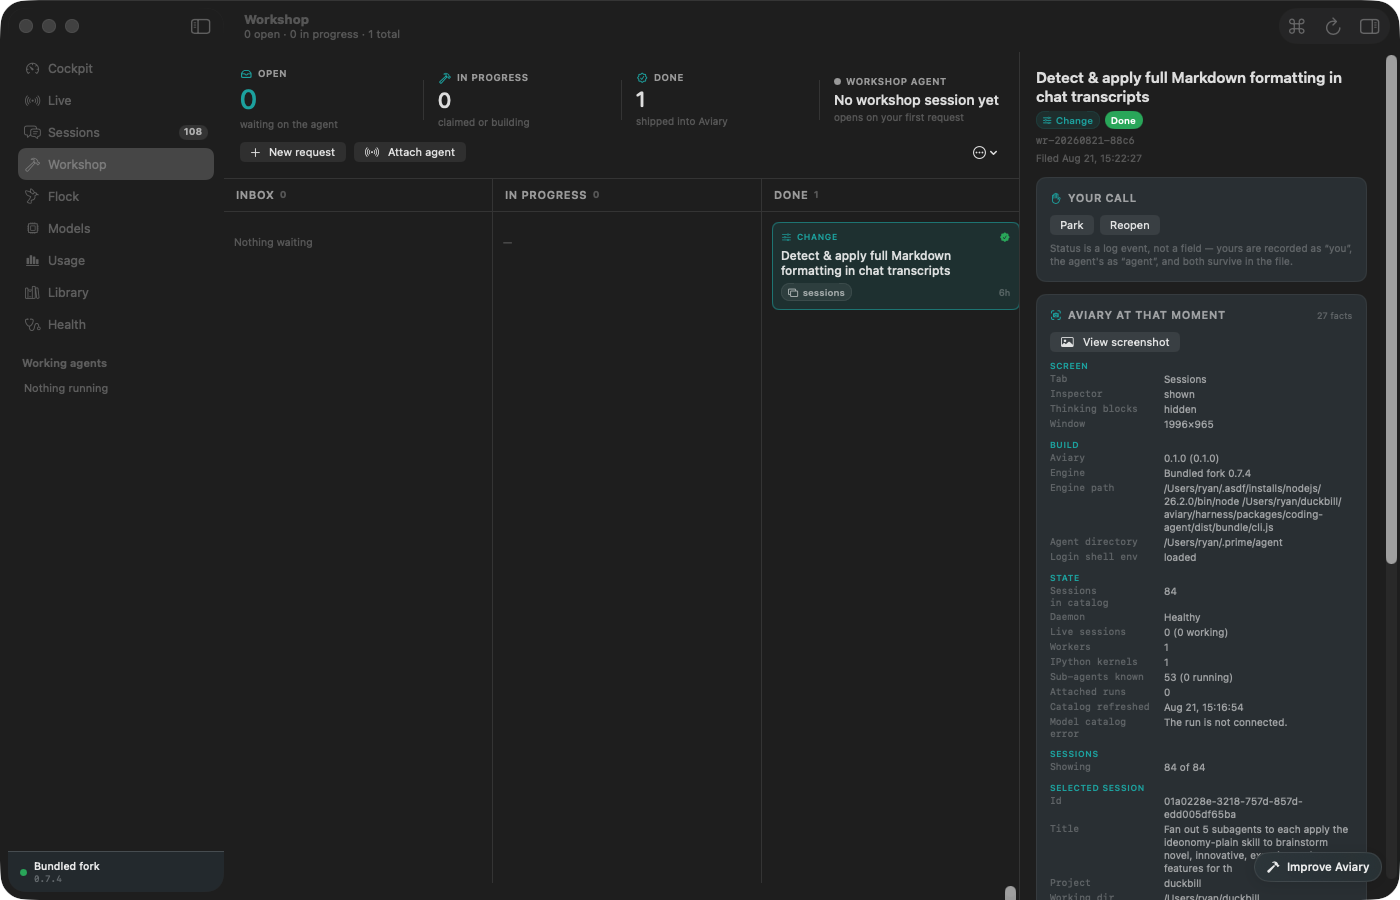 Workshop
0 open · 0 in progress · 1 total
Cockpit
Live
Sessions 108
Workshop
Flock
Models
Usage
Library
Health
Working agents
Nothing running
Bundled fork
0.7.4
OPEN
0
waiting on the agent
IN PROGRESS
0
claimed or building
DONE
1
shipped into Aviary
WORKSHOP AGENT
No workshop session yet
opens on your first request
New request
Attach agent
INBOX 0
Nothing waiting
IN PROGRESS 0
—
DONE 1
CHANGE
Detect & apply full Markdown
formatting in chat transcripts
sessions 6h
Detect & apply full Markdown formatting in
chat transcripts
Change Done
wr-20260821-88c6
Filed Aug 21, 15:22:27
YOUR CALL
Park Reopen
Status is a log event, not a field — yours are recorded as “you”,
the agent's as “agent”, and both survive in the file.
AVIARY AT THAT MOMENT 27 facts
View screenshot
SCREEN
Tab Sessions
Inspector shown
Thinking blocks hidden
Window 1996×965
BUILD
Aviary 0.1.0 (0.1.0)
Engine Bundled fork 0.7.4
Engine path /Users/ryan/.asdf/installs/nodejs/
26.2.0/bin/node /Users/ryan/duckbill/
aviary/harness/packages/coding-
agent/dist/bundle/cli.js
Agent directory /Users/ryan/.prime/agent
Login shell env loaded
STATE
Sessions 84
in catalog
Daemon Healthy
Live sessions 0 (0 working)
Workers 1
IPython kernels 1
Sub-agents known 53 (0 running)
Attached runs 0
Catalog refreshed Aug 21, 15:16:54
Model catalog The run is not connected.
error
SESSIONS
Showing 84 of 84
SELECTED SESSION
Id 01a0228e-3218-757d-857d-
edd005df65ba
Title Fan out 5 subagents to each apply the
ideonomy-plain skill to brainstorm
novel, innovative,
features for th
Project duckbill
Working dir /Users/ryan/duckbill
Improve Aviary